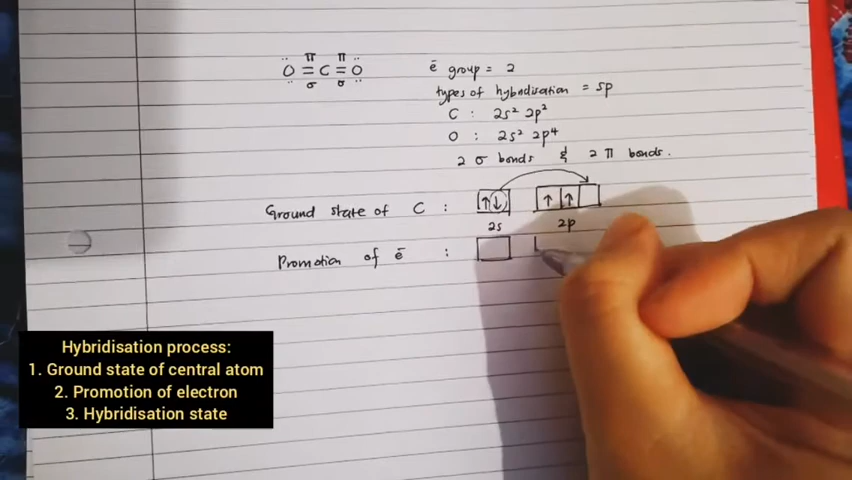 π π
O = C = O
σ σ
ē group = 2
types of hybridisation = sp
C : 2s² 2p²
O : 2s² 2p⁴
2 σ bonds & 2 π bonds.
Ground state of C : ↑↓ ↑ ↑
2s 2p
Promotion of ē :
Hybridisation process:
1. Ground state of central atom
2. Promotion of electron
3. Hybridisation state